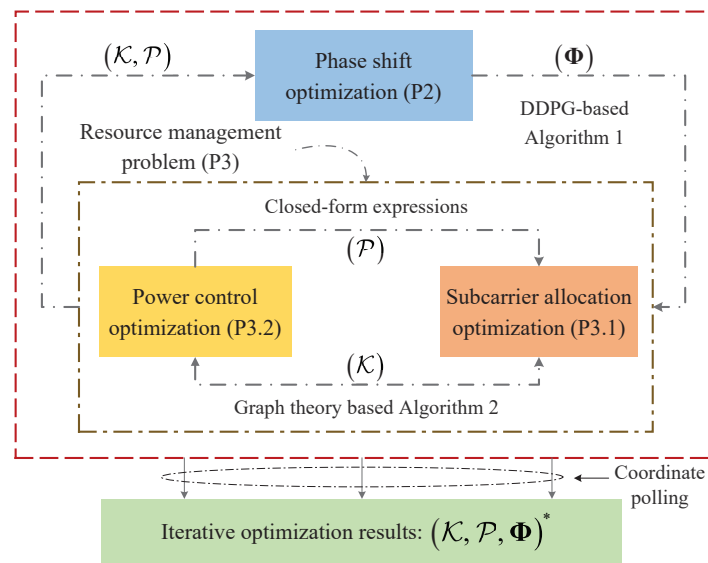 (𝒦, 𝒫)
Phase shift
optimization (P2)
(Φ)
DDPG-based
Algorithm 1
Resource management
problem (P3)
Closed-form expressions
(𝒫)
Power control
optimization (P3.2)
Subcarrier allocation
optimization (P3.1)
(𝒦)
Graph theory based Algorithm 2
Coordinate
polling
Iterative optimization results: (𝒦, 𝒫, Φ)*